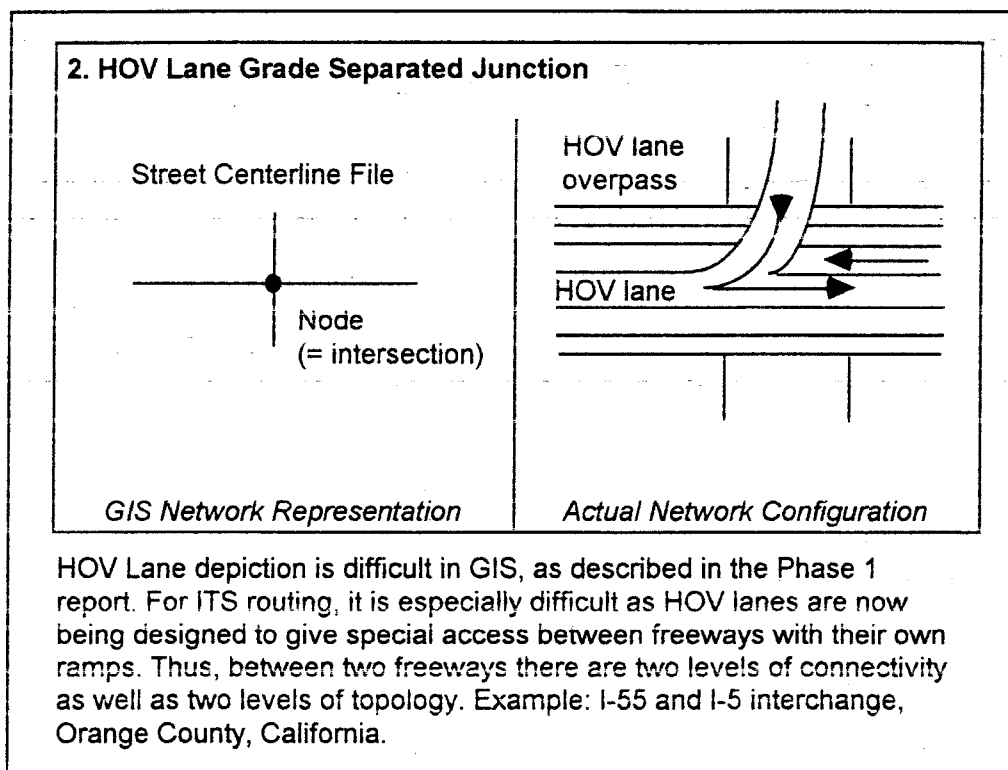 2. HOV Lane Grade Separated Junction
Street Centerline File
Node
(= intersection)
GIS Network Representation
HOV lane
overpass
HOV lane
Actual Network Configuration
HOV Lane depiction is difficult in GIS, as described in the Phase 1
report. For ITS routing, it is especially difficult as HOV lanes are now
being designed to give special access between freeways with their own
ramps. Thus, between two freeways there are two levels of connectivity
as well as two levels of topology. Example: I-55 and I-5 interchange,
Orange County, California.